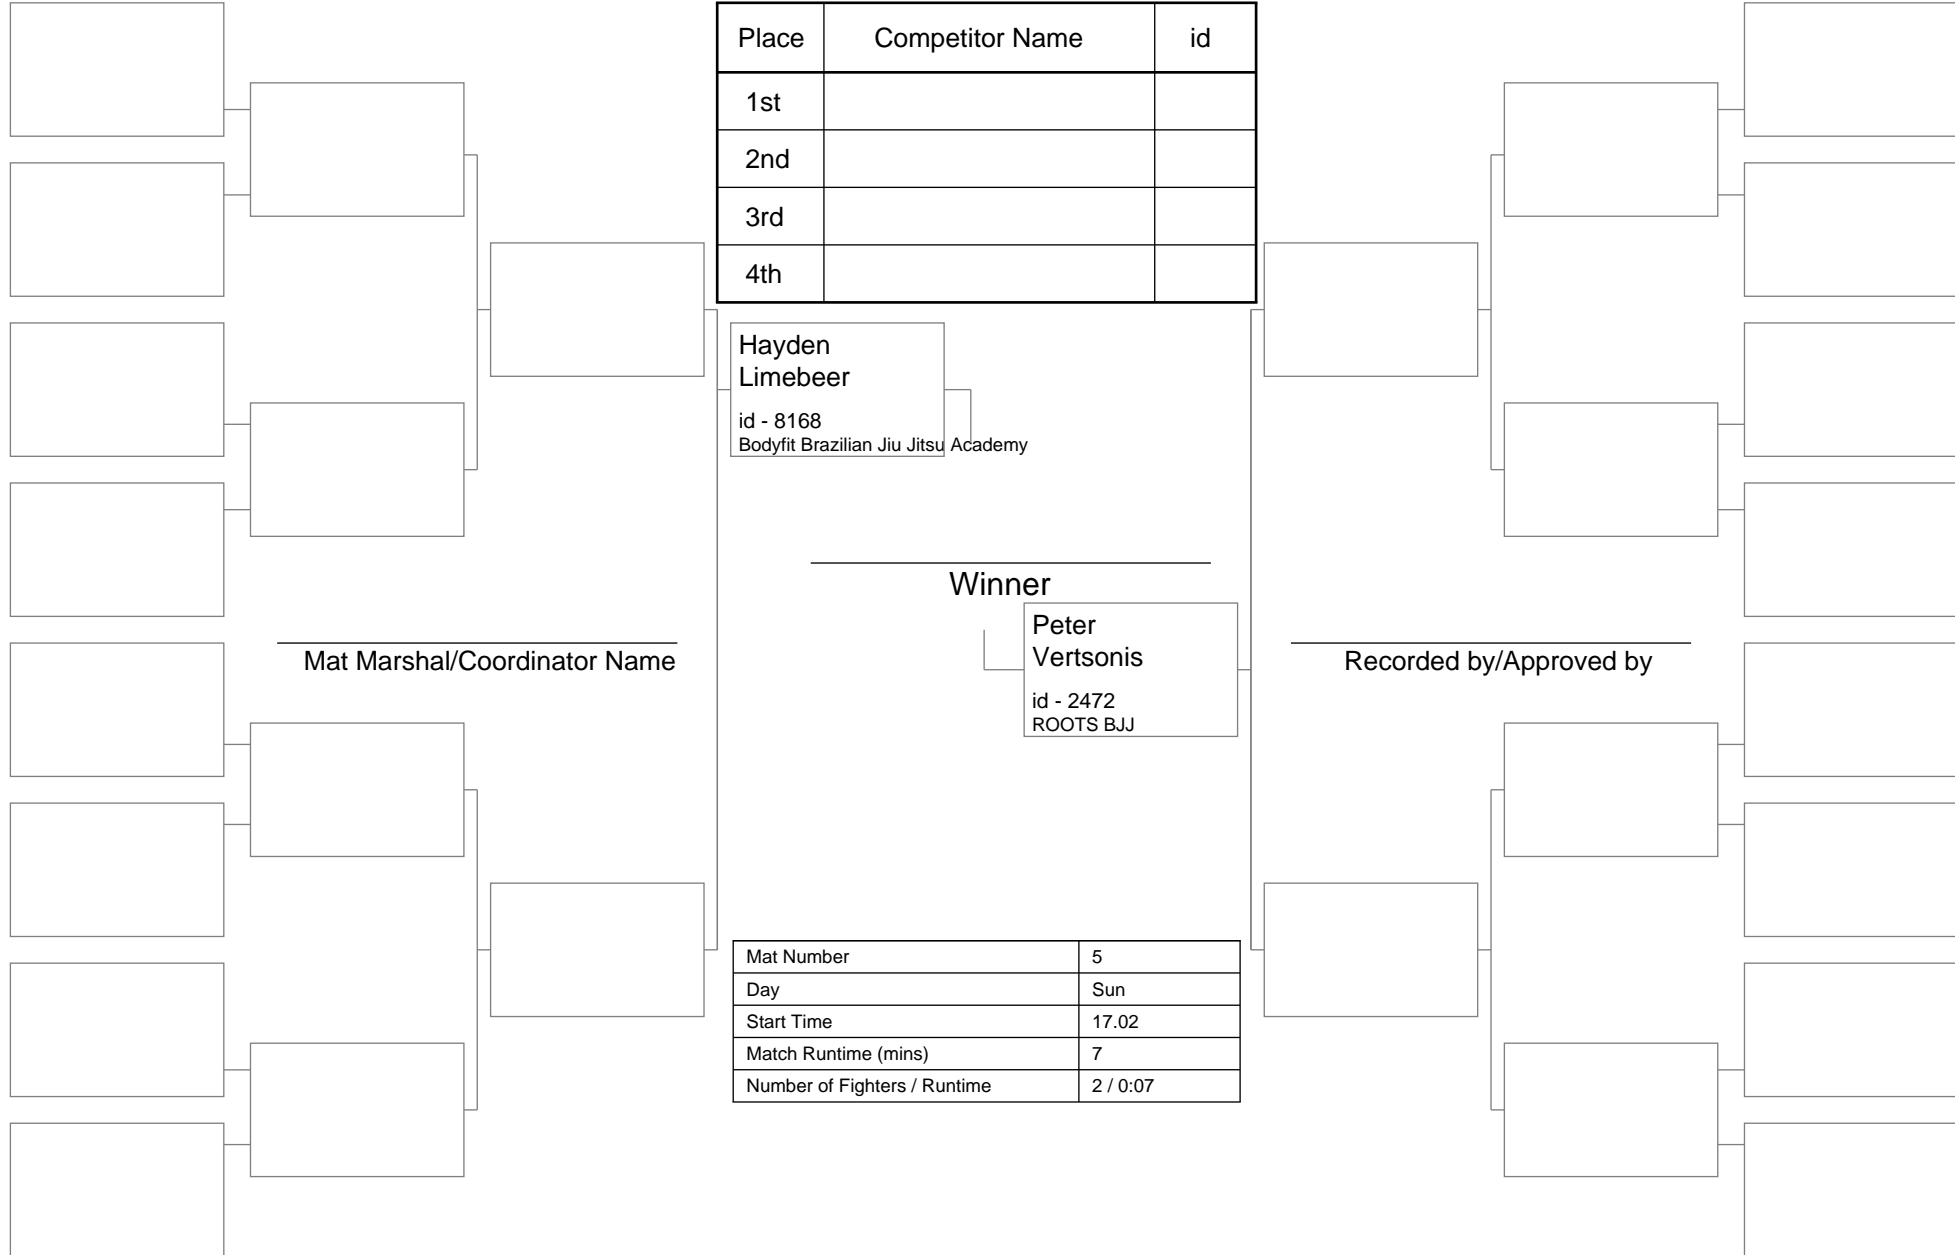 Place Competitor Name id
1st
2nd
3rd
4th
Hayden
Limebeer
id - 8168
Bodyfit Brazilian Jiu Jitsu Academy
Winner
Peter
Vertsonis
id - 2472
ROOTS BJJ
Mat Marshal/Coordinator Name
Recorded by/Approved by
Mat Number 5
Day Sun
Start Time 17.02
Match Runtime (mins) 7
Number of Fighters / Runtime 2 / 0:07